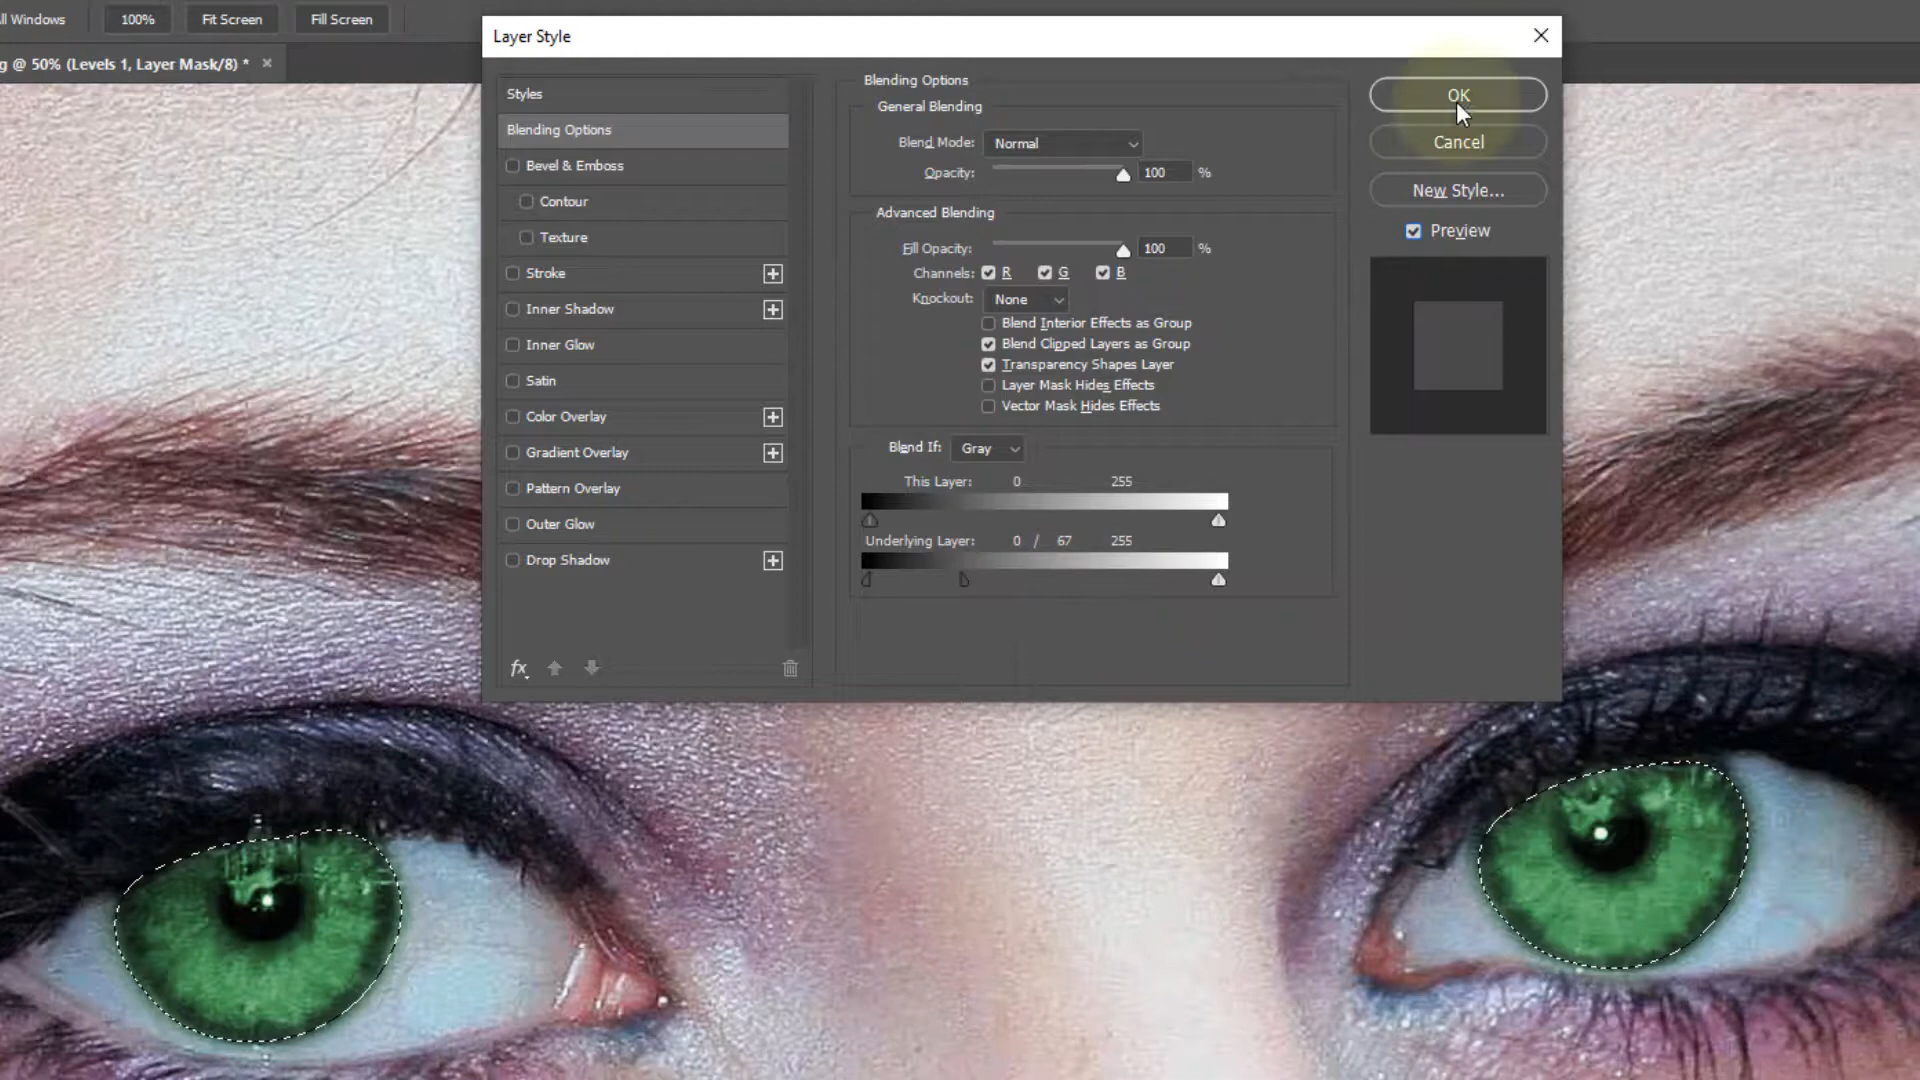 ll Windows
100%
Fit Screen
Fill Screen
g @ 50% (Levels 1, Layer Mask/8) *
Layer Style
Styles
Blending Options
Bevel & Emboss
Contour
Texture
Stroke
Inner Shadow
Inner Glow
Satin
Color Overlay
Gradient Overlay
Pattern Overlay
Outer Glow
Drop Shadow
fx
Blending Options
General Blending
Blend Mode: Normal
Opacity: 100 %
Advanced Blending
Fill Opacity: 100 %
Channels: R G B
Knockout: None
Blend Interior Effects as Group
Blend Clipped Layers as Group
Transparency Shapes Layer
Layer Mask Hides Effects
Vector Mask Hides Effects
Blend If: Gray
This Layer: 0 255
Underlying Layer: 0 / 67 255
OK
Cancel
New Style...
Preview